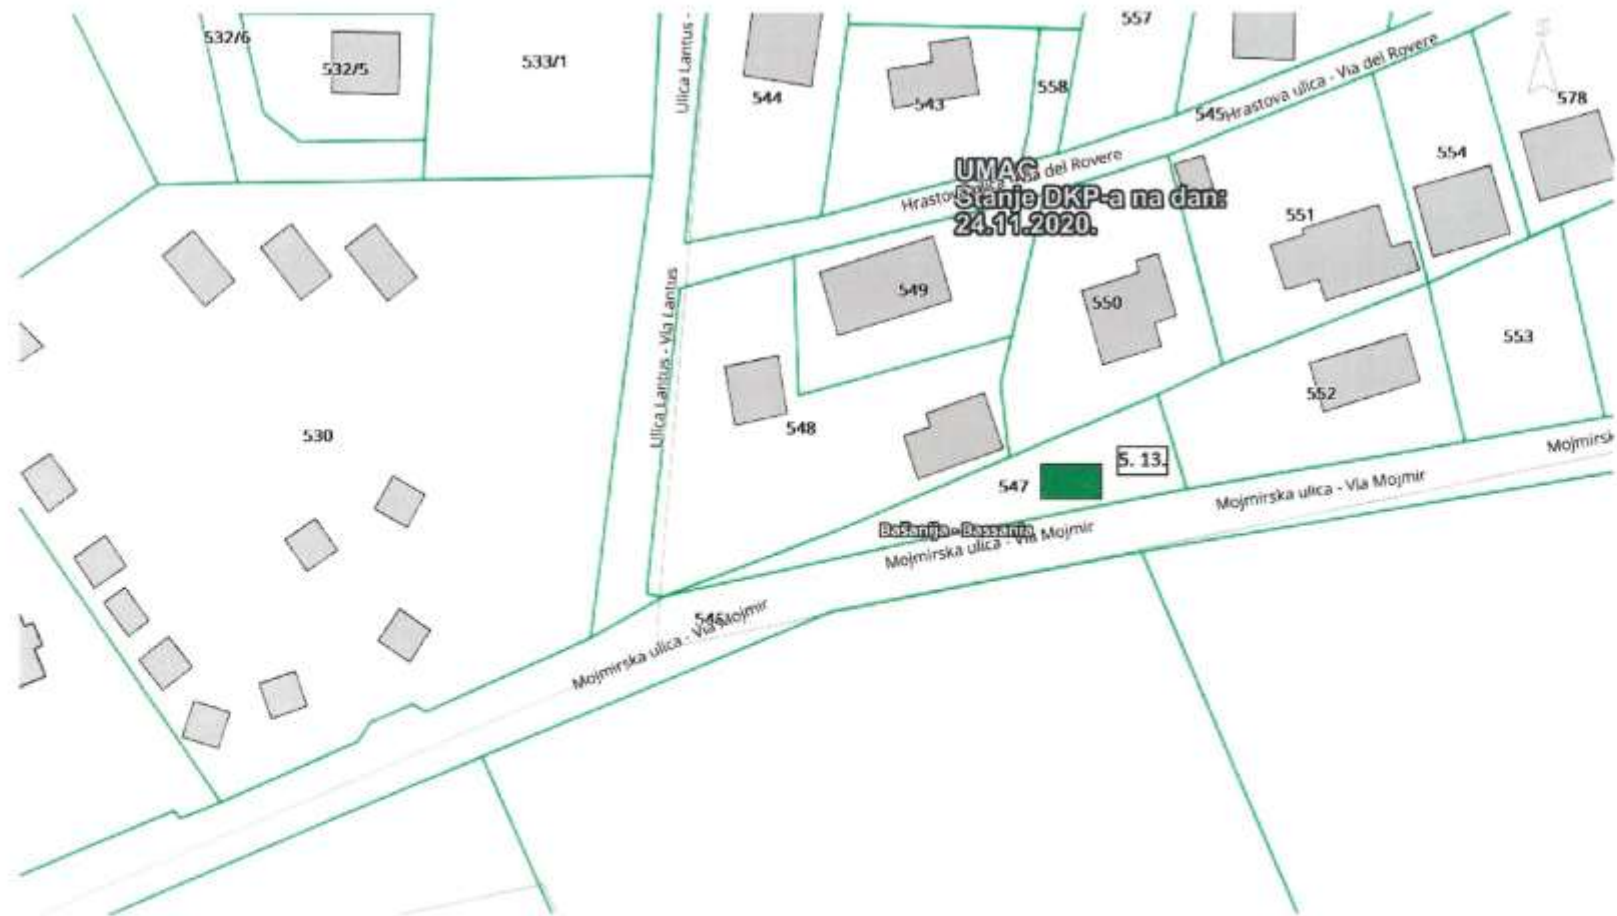 532/6
532/5
533/1
Ulica Lantus -
544
543
558
557
545
Hrastova ulica - Via del Rovere
S
578
554
UMAG
Stanje DKP-a na dan:
24.11.2020.
Hrastova ulica - Via del Rovere
551
549
550
Ulica Lantus - Via Lantus
553
552
548
530
5. 13.
547
Mojmirska ulica - Via Mojmir
Bašanija - Bassania
Mojmirska ulica - Via Mojmir
546
Mojmirska ulica - Via Mojmir